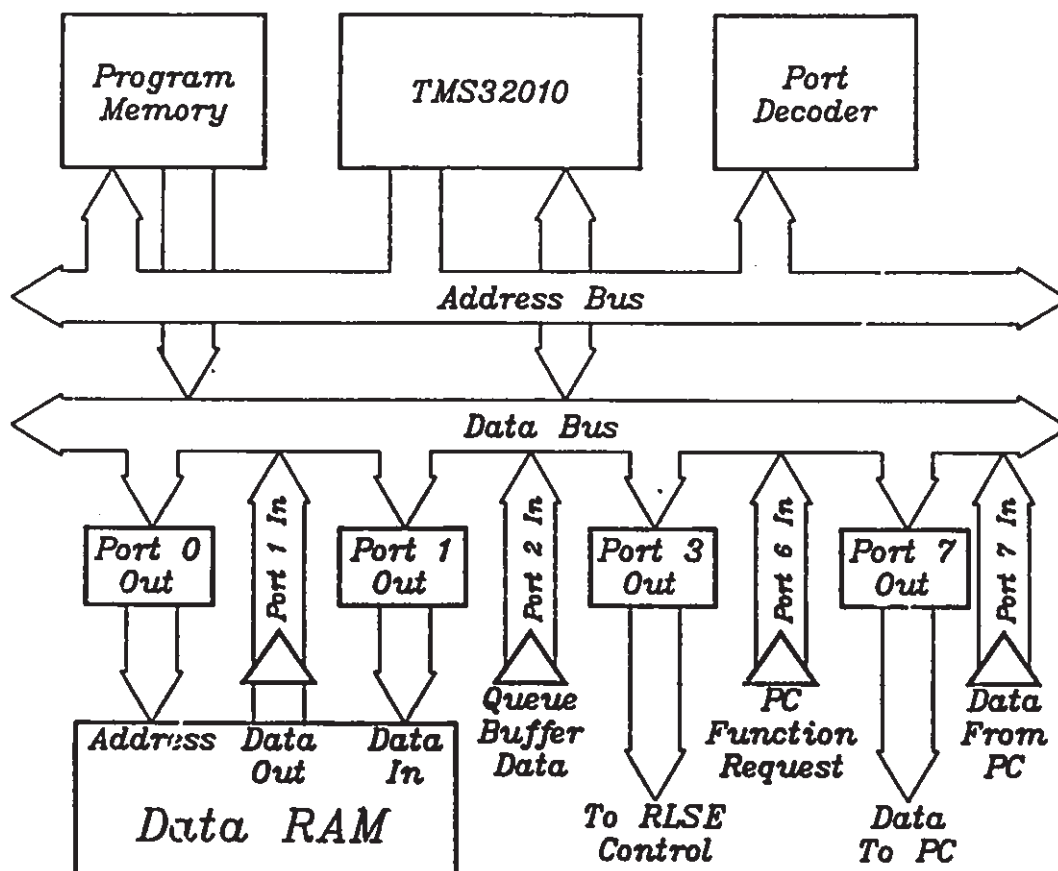 Program
Memory
TMS32010
Port
Decoder
Address Bus
Data Bus
Port 0
Out
Port 1 In
Port 1
Out
Port 2 In
Port 3
Out
Port 6 In
Port 7
Out
Port 7 In
Address
Data
Out
Data
In
Data RAM
Queue
Buffer
Data
To RLSE
Control
PC
Function
Request
Data
To PC
Data
From
PC